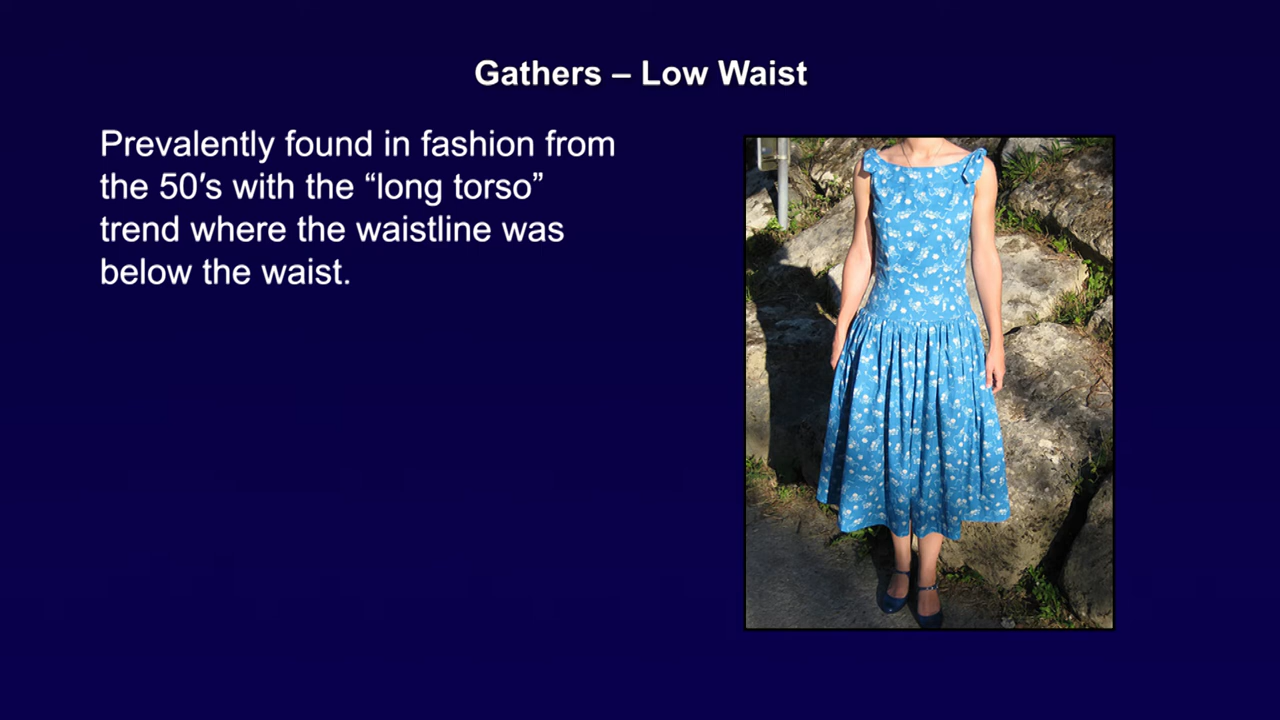 Gathers – Low Waist
Prevalently found in fashion from
the 50′s with the “long torso”
trend where the waistline was
below the waist.